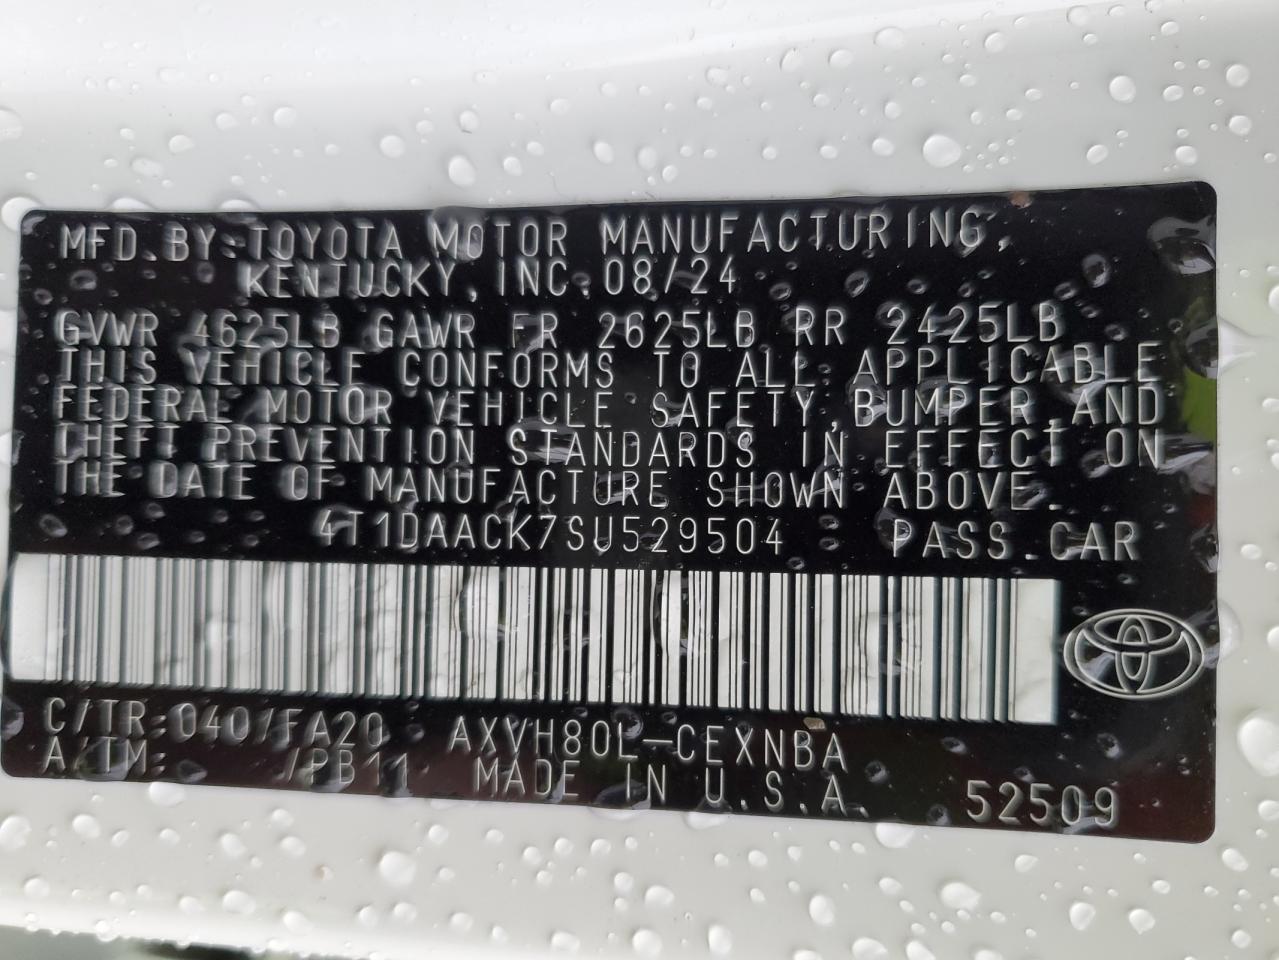 MFD. BY: TOYOTA MOTOR MANUFACTURING,
KENTUCKY, INC. 08/24
GVWR 4625LB GAWR FR 2625LB RR 2425LB
THIS VEHICLE CONFORMS TO ALL APPLICABLE
FEDERAL MOTOR VEHICLE SAFETY, BUMPER, AND
THEFT PREVENTION STANDARDS IN EFFECT ON
THE DATE OF MANUFACTURE SHOWN ABOVE.
4T1DAACK7SU529504 PASS. CAR
C/TR: 040/FA20 AXVH80L-CEXNBA
A/TM: /PB11 MADE IN U.S.A. 52509